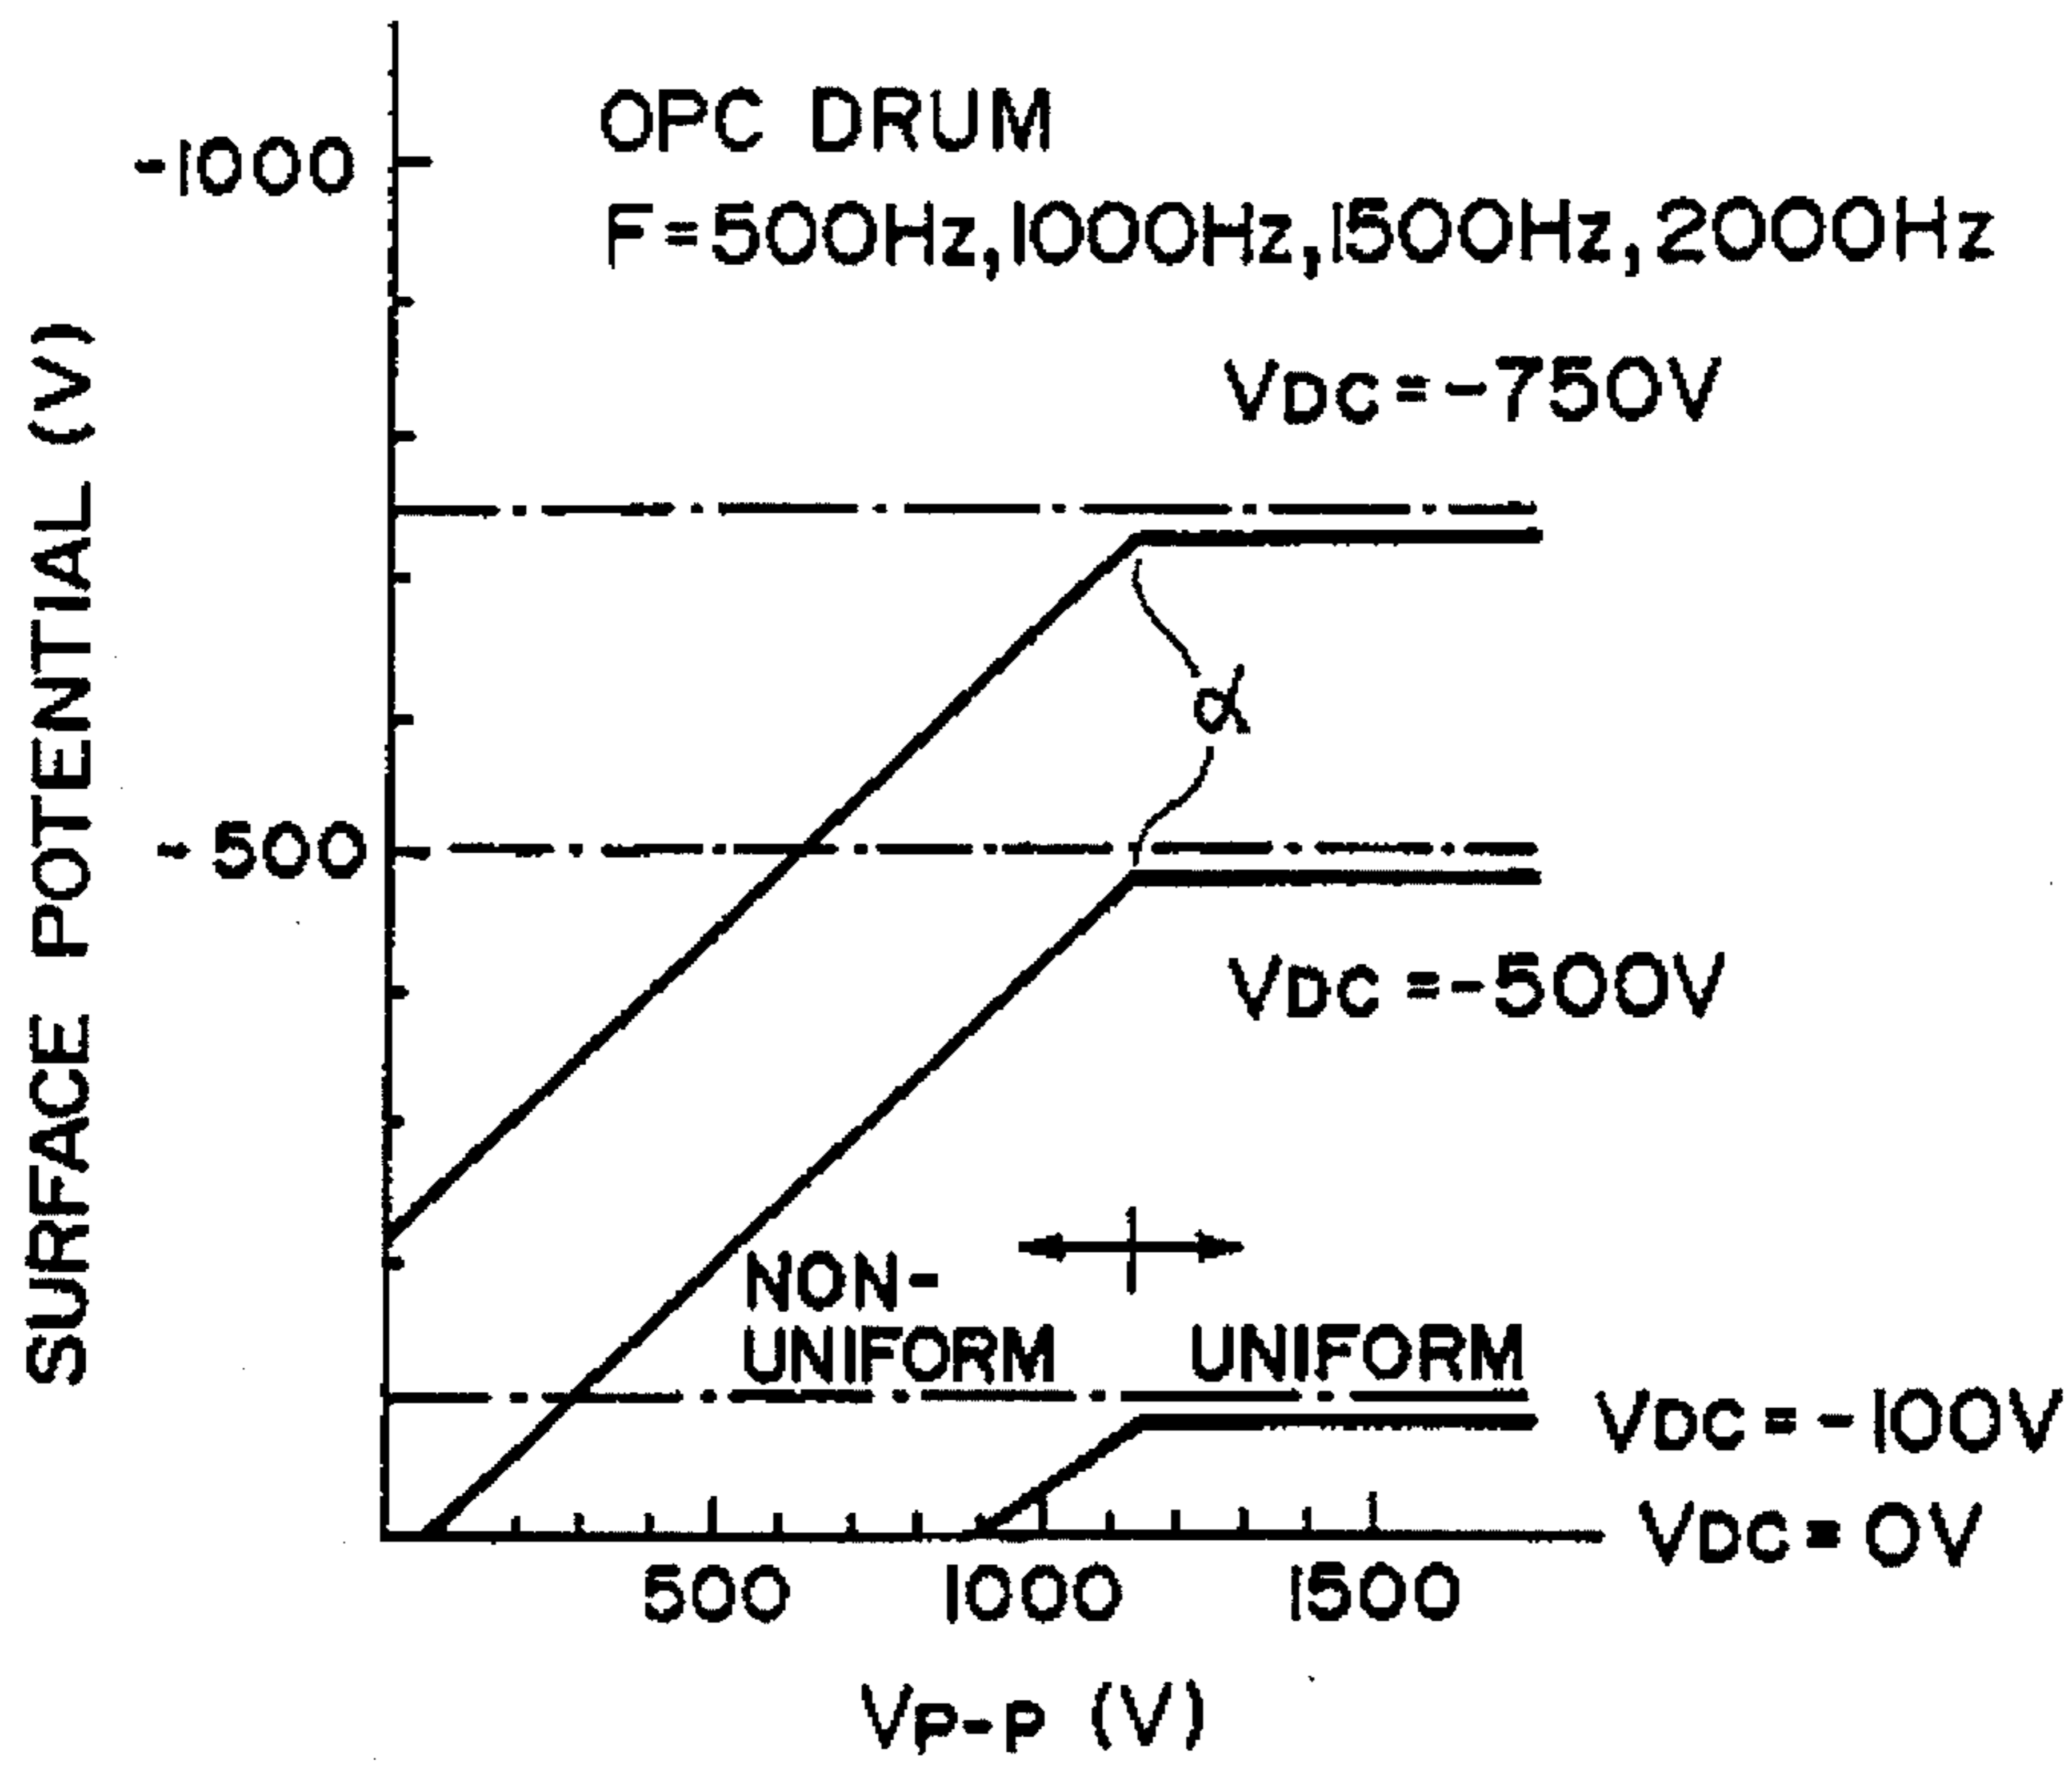 OPC DRUM
-1000
F=500Hz,1000Hz,1500Hz,2000Hz
VDC=-750V
SURFACE POTENTIAL (V)
α
-500
VDC=-500V
NON-
UNIFORM
UNIFORM
VDC=-100V
VDC=0V
500
1000
1500
VP-P (V)